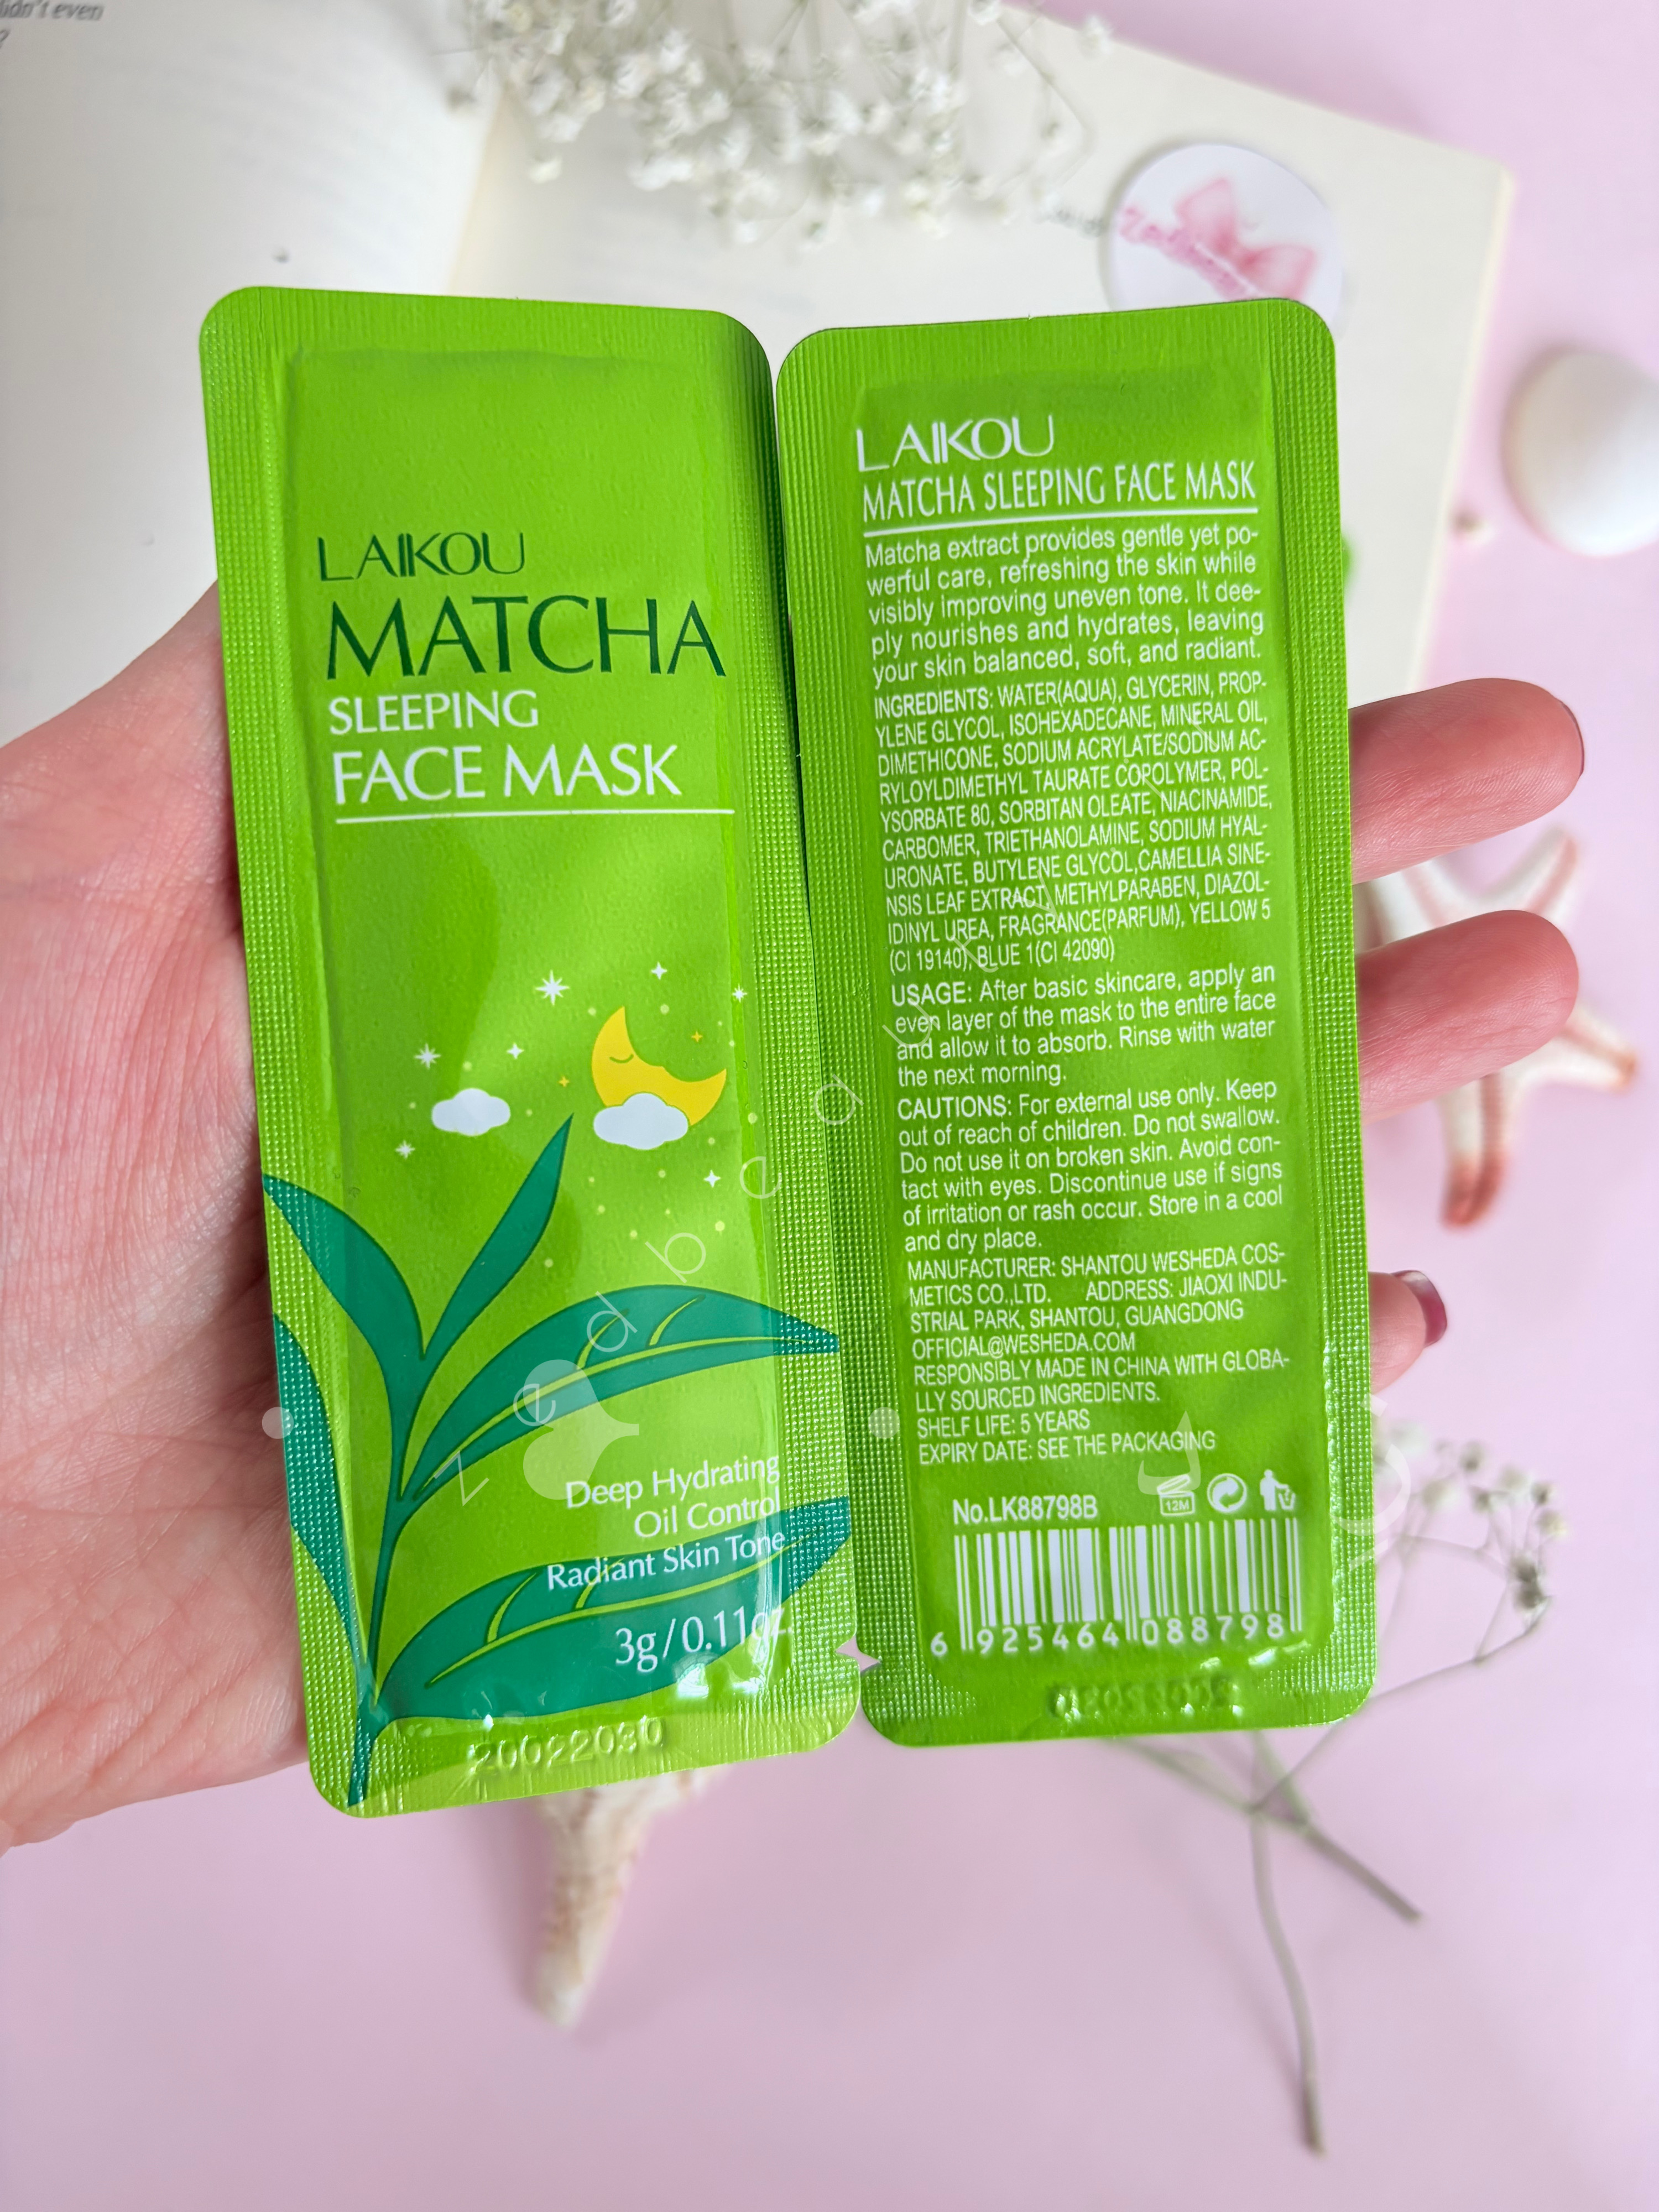 idn't even
?
LAIKOU
MATCHA
SLEEPING
FACE MASK
Deep Hydrating
Oil Control
Radiant Skin Tone
3g/0.11oz.
20022030
LAIKOU
MATCHA SLEEPING FACE MASK
Matcha extract provides gentle yet po-
werful care, refreshing the skin while
visibly improving uneven tone. It dee-
ply nourishes and hydrates, leaving
your skin balanced, soft, and radiant.
INGREDIENTS: WATER(AQUA), GLYCERIN, PROP-
YLENE GLYCOL, ISOHEXADECANE, MINERAL OIL,
DIMETHICONE, SODIUM ACRYLATE/SODIUM AC-
RYLOYLDIMETHYL TAURATE COPOLYMER, POL-
YSORBATE 80, SORBITAN OLEATE, NIACINAMIDE,
CARBOMER, TRIETHANOLAMINE, SODIUM HYAL-
URONATE, BUTYLENE GLYCOL,CAMELLIA SINE-
NSIS LEAF EXTRACT, METHYLPARABEN, DIAZOL-
IDINYL UREA, FRAGRANCE(PARFUM), YELLOW 5
(CI 19140), BLUE 1(CI 42090)
USAGE: After basic skincare, apply an
even layer of the mask to the entire face
and allow it to absorb. Rinse with water
the next morning.
CAUTIONS: For external use only. Keep
out of reach of children. Do not swallow.
Do not use it on broken skin. Avoid con-
tact with eyes. Discontinue use if signs
of irritation or rash occur. Store in a cool
and dry place.
MANUFACTURER: SHANTOU WESHEDA COS-
METICS CO.,LTD. ADDRESS: JIAOXI INDU-
STRIAL PARK, SHANTOU, GUANGDONG
OFFICIAL@WESHEDA.COM
RESPONSIBLY MADE IN CHINA WITH GLOBA-
LLY SOURCED INGREDIENTS.
SHELF LIFE: 5 YEARS
EXPIRY DATE: SEE THE PACKAGING
No.LK88798B
12M
6 925464 088798